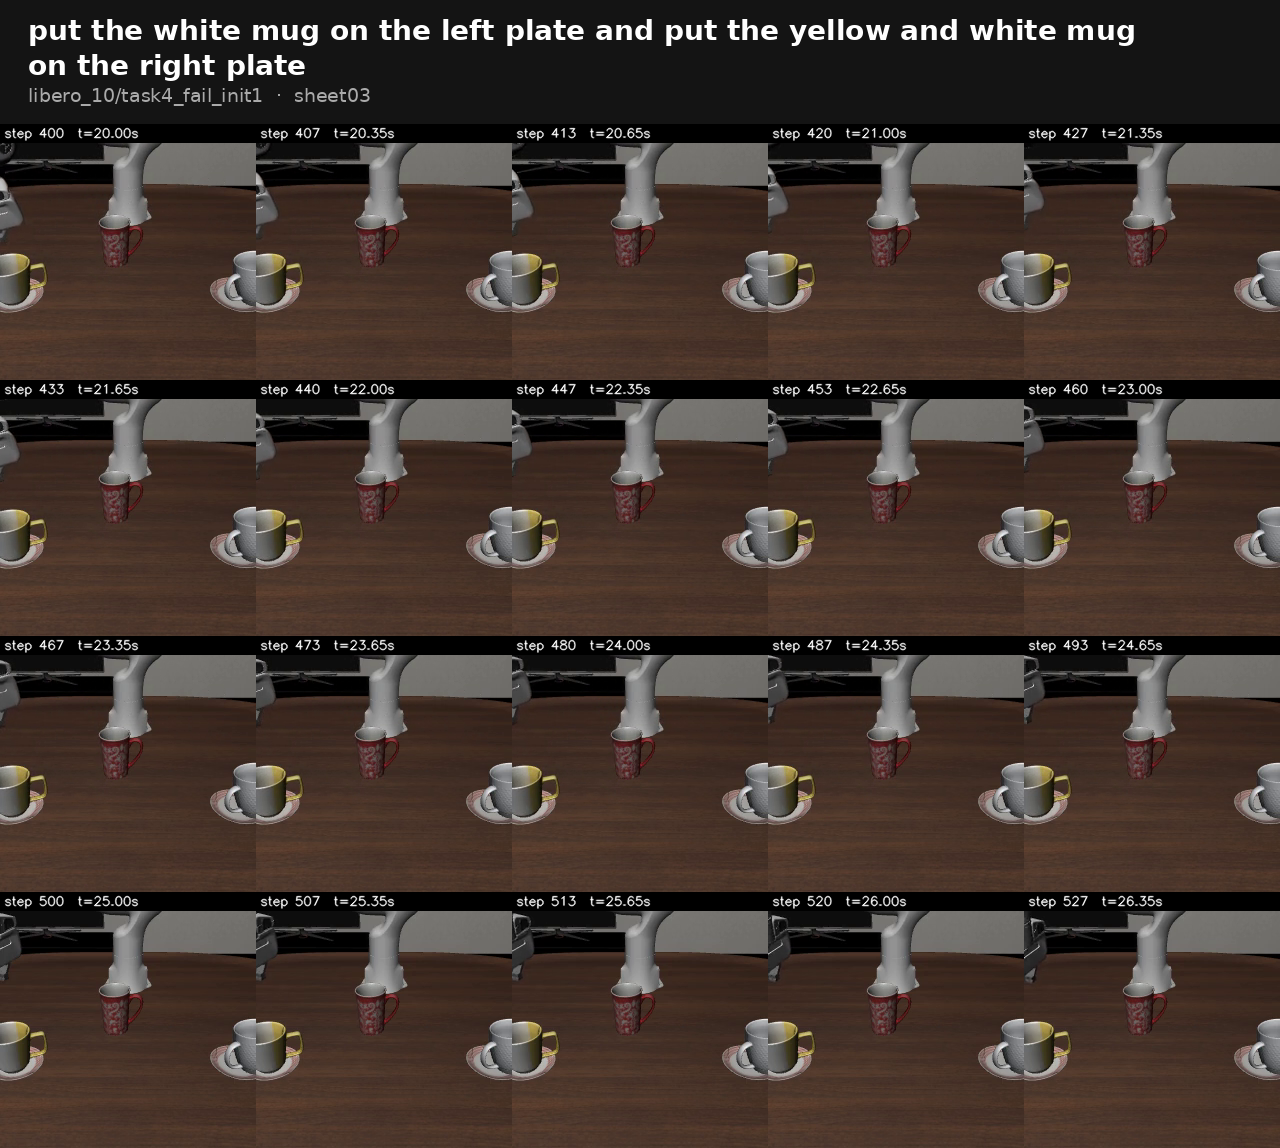 put the white mug on the left plate and put the yellow and white mug
on the right plate
libero_10/task4_fail_init1 · sheet03
step 400 t=20.00s
step 407 t=20.35s
step 413 t=20.65s
step 420 t=21.00s
step 427 t=21.35s
step 433 t=21.65s
step 440 t=22.00s
step 447 t=22.35s
step 453 t=22.65s
step 460 t=23.00s
step 467 t=23.35s
step 473 t=23.65s
step 480 t=24.00s
step 487 t=24.35s
step 493 t=24.65s
step 500 t=25.00s
step 507 t=25.35s
step 513 t=25.65s
step 520 t=26.00s
step 527 t=26.35s